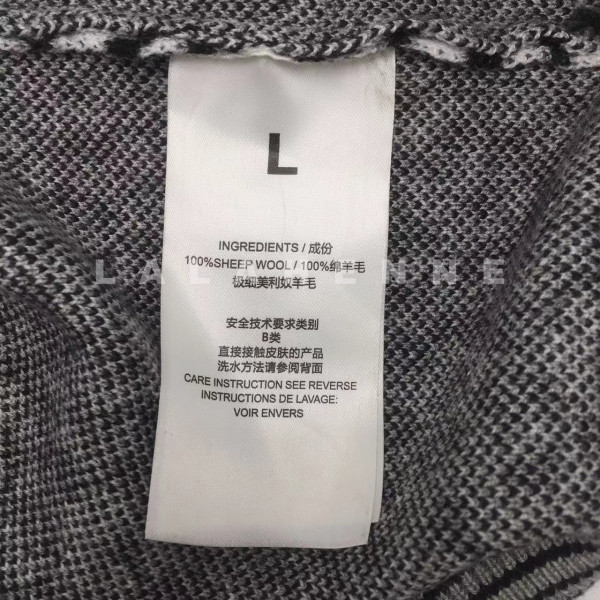 L
INGREDIENTS / 成份
100%SHEEP WOOL / 100%绵羊毛
极细美利奴羊毛
安全技术要求类别
B类
直接接触皮肤的产品
洗水方法请参阅背面
CARE INSTRUCTION SEE REVERSE
INSTRUCTIONS DE LAVAGE:
VOIR ENVERS